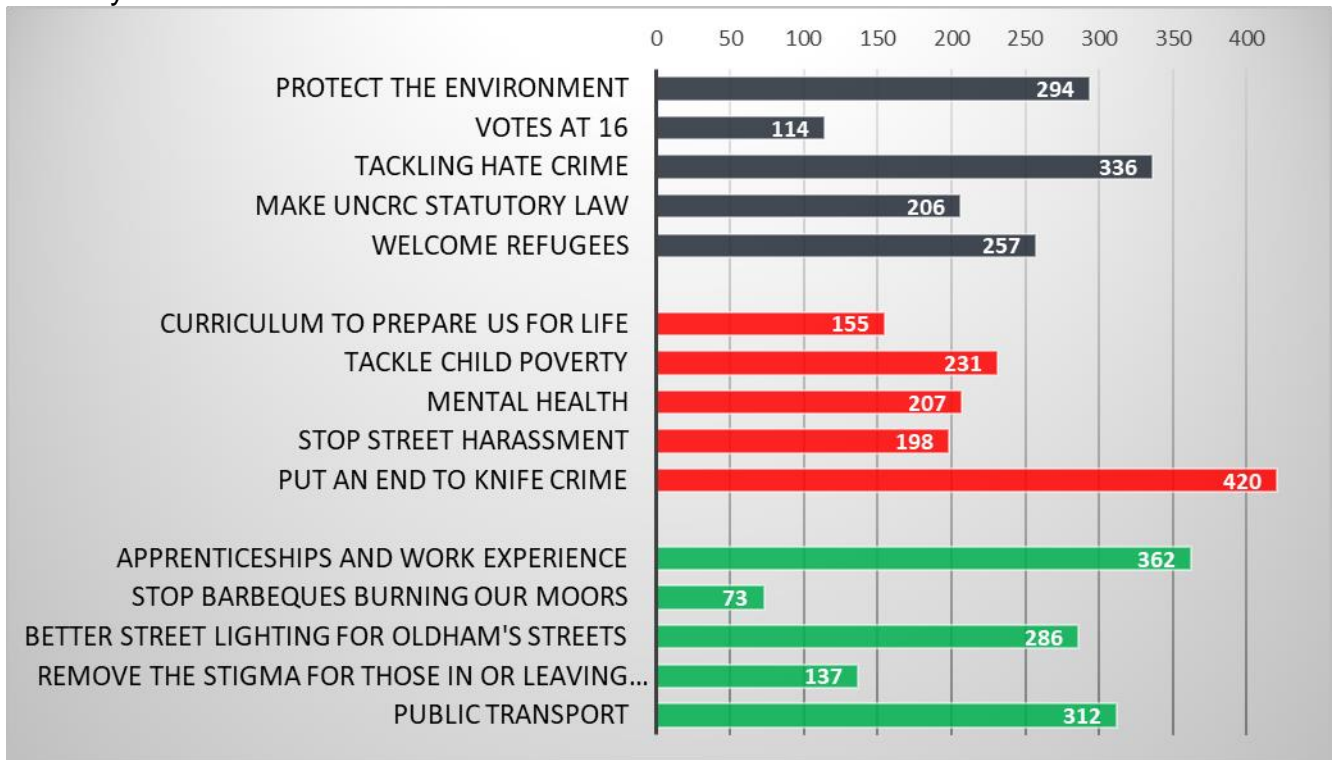 0 50 100 150 200 250 300 350 400
PROTECT THE ENVIRONMENT 294
VOTES AT 16 114
TACKLING HATE CRIME 336
MAKE UNCRC STATUTORY LAW 206
WELCOME REFUGEES 257
CURRICULUM TO PREPARE US FOR LIFE 155
TACKLE CHILD POVERTY 231
MENTAL HEALTH 207
STOP STREET HARASSMENT 198
PUT AN END TO KNIFE CRIME 420
APPRENTICESHIPS AND WORK EXPERIENCE 362
STOP BARBEQUES BURNING OUR MOORS 73
BETTER STREET LIGHTING FOR OLDHAM'S STREETS 286
REMOVE THE STIGMA FOR THOSE IN OR LEAVING... 137
PUBLIC TRANSPORT 312